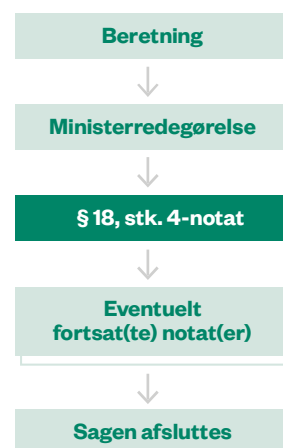 Beretning
Ministerredegørelse
§ 18, stk. 4-notat
Eventuelt
fortsat(te) notat(er)
Sagen afsluttes